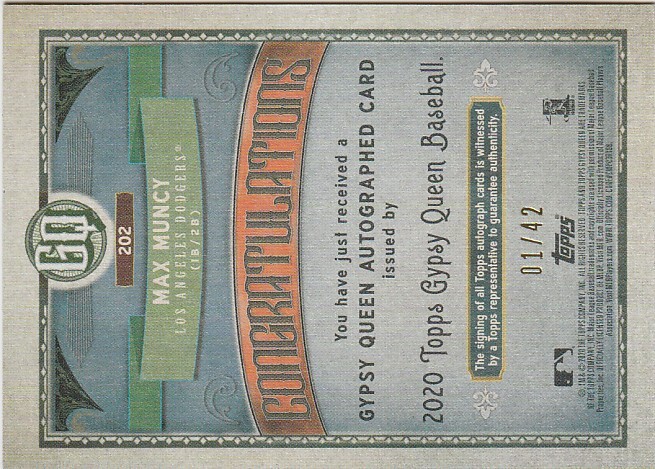 GQ
202
MAX MUNCY
LOS ANGELES DODGERS®
(1B/2B)
CONGRATULATIONS
You have just received a
GYPSY QUEEN AUTOGRAPHED CARD
issued by
2020 Topps Gypsy Queen Baseball.
The signing of all Topps autograph cards is witnessed
by a Topps representative to guarantee authenticity.
01/42
topps